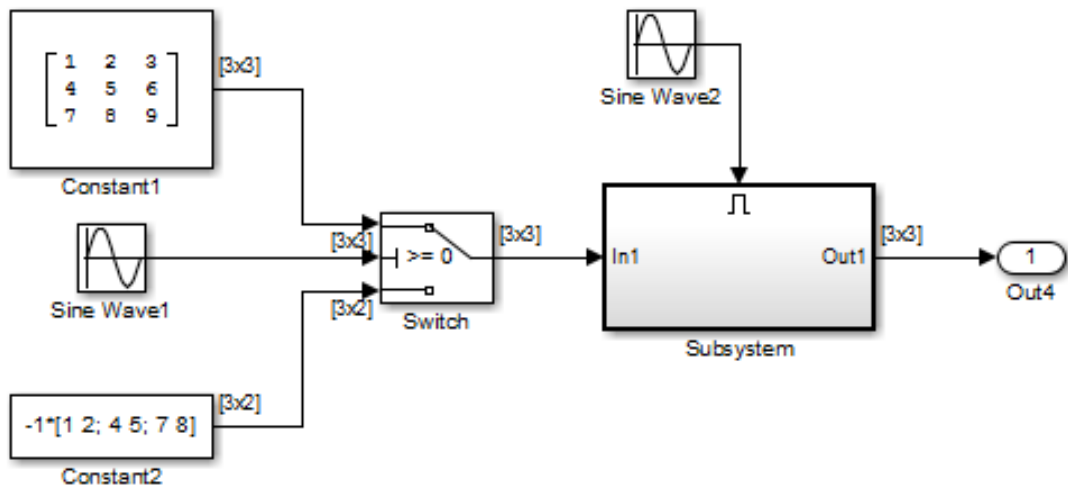 1 2 3
4 5 6
7 8 9
[3x3]
Constant1
Sine Wave2
Sine Wave1
[3x3]
>= 0
[3x3]
[3x2]
Switch
In1
Out1
Subsystem
[3x3]
1
Out4
-1*[1 2; 4 5; 7 8]
[3x2]
Constant2